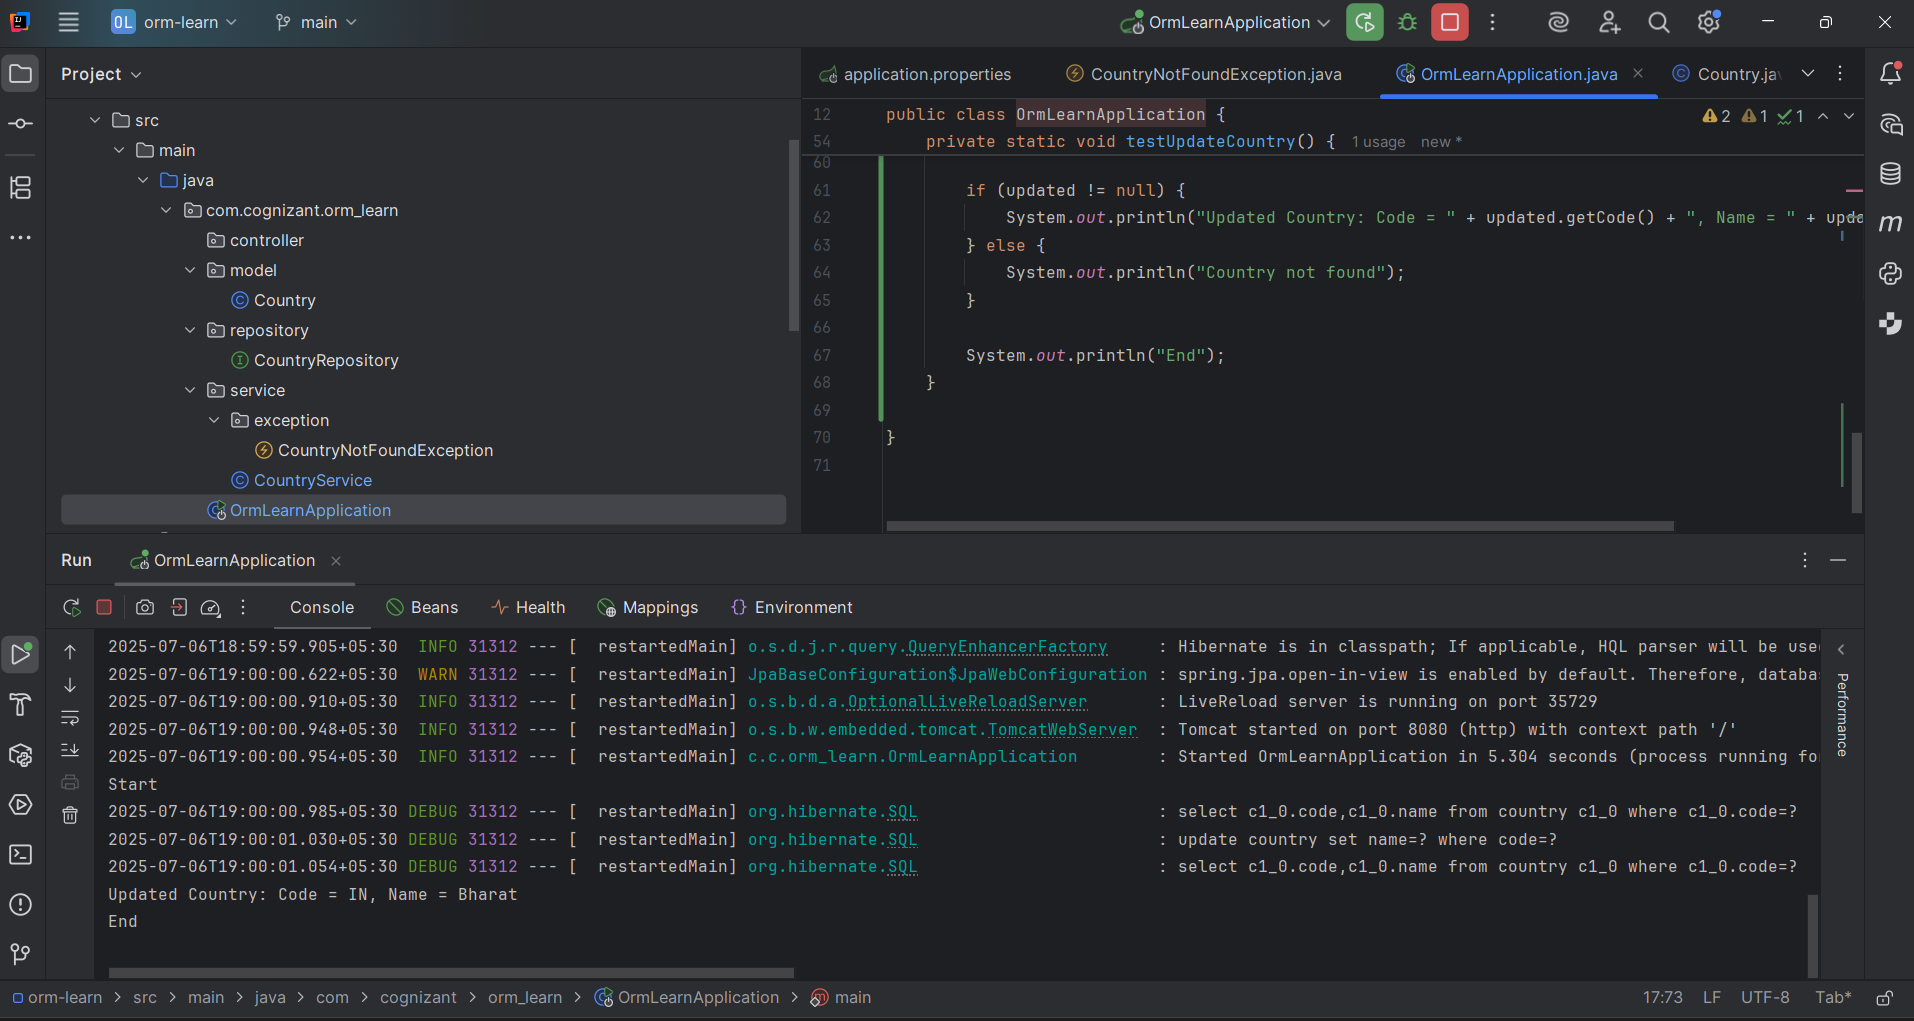 OL orm-learn main OrmLearnApplication
Project
src
main
java
com.cognizant.orm_learn
controller
model
Country
repository
CountryRepository
service
exception
CountryNotFoundException
CountryService
OrmLearnApplication
application.properties CountryNotFoundException.java OrmLearnApplication.java Country.ja
12 public class OrmLearnApplication { 2 1 1
54 private static void testUpdateCountry() { 1 usage new *
60
61 if (updated != null) {
62 System.out.println("Updated Country: Code = " + updated.getCode() + ", Name = " + upda
63 } else {
64 System.out.println("Country not found");
65 }
66
67 System.out.println("End");
68 }
69
70 }
71
Run OrmLearnApplication
Console Beans Health Mappings Environment
2025-07-06T18:59:59.905+05:30 INFO 31312 --- [ restartedMain] o.s.d.j.r.query.QueryEnhancerFactory : Hibernate is in classpath; If applicable, HQL parser will be use
2025-07-06T19:00:00.622+05:30 WARN 31312 --- [ restartedMain] JpaBaseConfiguration$JpaWebConfiguration : spring.jpa.open-in-view is enabled by default. Therefore, databa
2025-07-06T19:00:00.910+05:30 INFO 31312 --- [ restartedMain] o.s.b.d.a.OptionalLiveReloadServer : LiveReload server is running on port 35729
2025-07-06T19:00:00.948+05:30 INFO 31312 --- [ restartedMain] o.s.b.w.embedded.tomcat.TomcatWebServer : Tomcat started on port 8080 (http) with context path '/'
2025-07-06T19:00:00.954+05:30 INFO 31312 --- [ restartedMain] c.c.orm_learn.OrmLearnApplication : Started OrmLearnApplication in 5.304 seconds (process running fo
Start
2025-07-06T19:00:00.985+05:30 DEBUG 31312 --- [ restartedMain] org.hibernate.SQL : select c1_0.code,c1_0.name from country c1_0 where c1_0.code=?
2025-07-06T19:00:01.030+05:30 DEBUG 31312 --- [ restartedMain] org.hibernate.SQL : update country set name=? where code=?
2025-07-06T19:00:01.054+05:30 DEBUG 31312 --- [ restartedMain] org.hibernate.SQL : select c1_0.code,c1_0.name from country c1_0 where c1_0.code=?
Updated Country: Code = IN, Name = Bharat
End
Performance
orm-learn > src > main > java > com > cognizant > orm_learn > OrmLearnApplication > main 17:73 LF UTF-8 Tab*